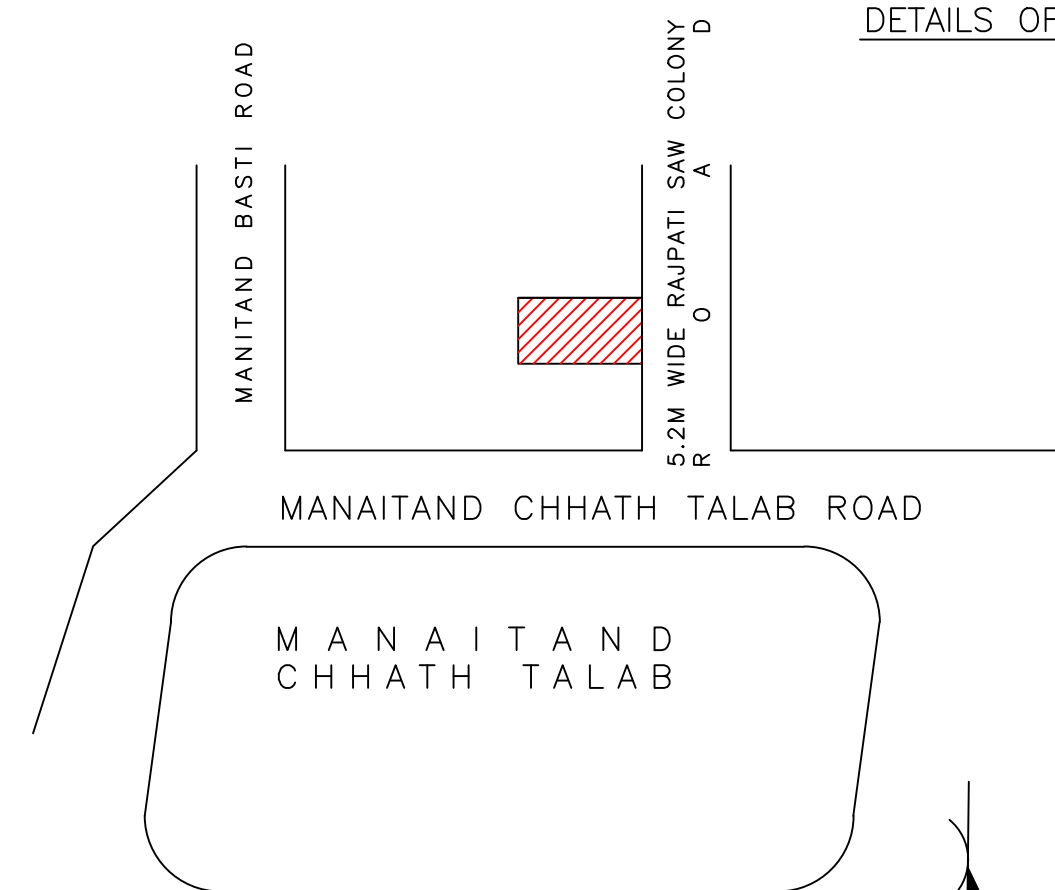 DETAILS OF
MANITAND BASTI ROAD
5.2M WIDE RAJPATI SAW COLONY
ROAD
MANAITAND CHHATH TALAB ROAD
MANAITAND
CHHATH TALAB